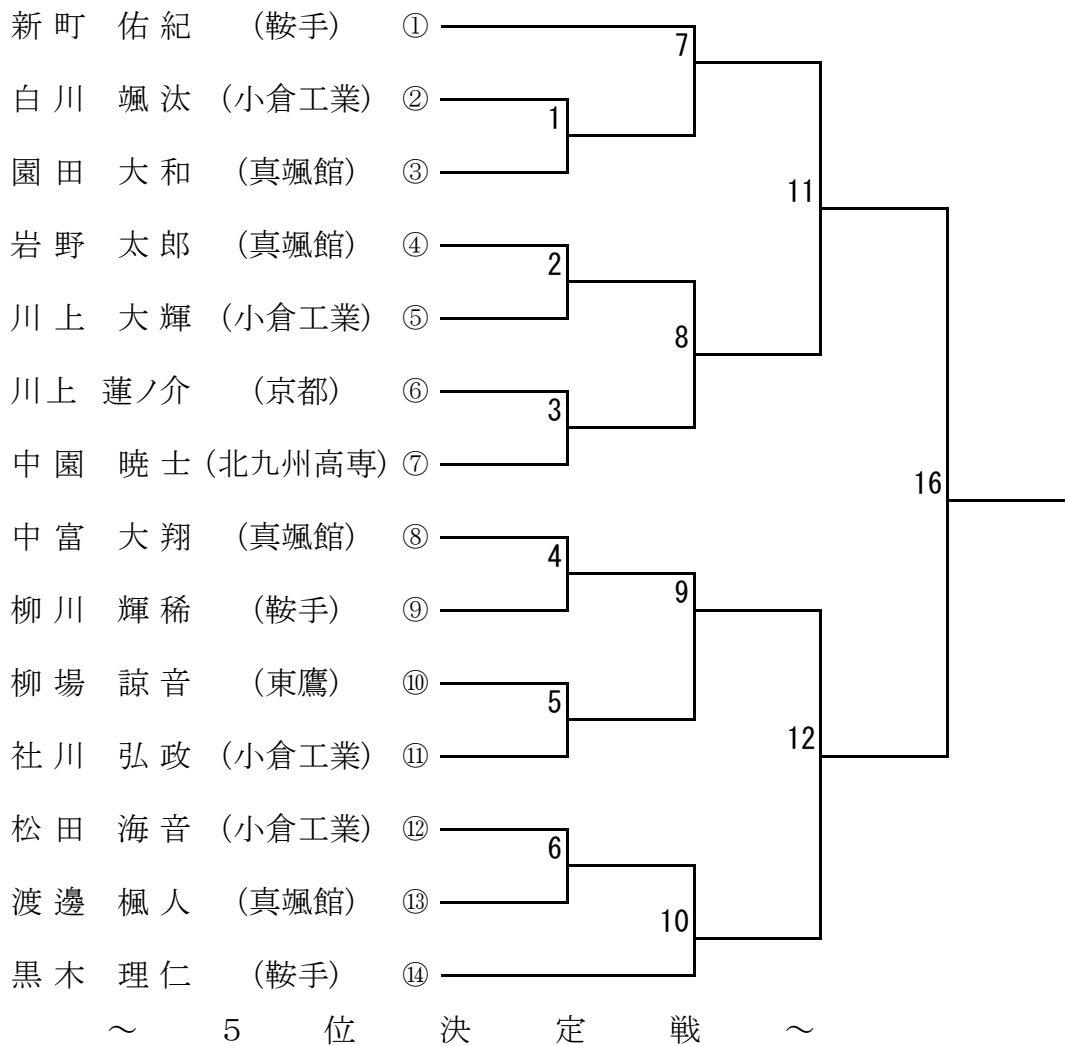 新町 佑紀 (鞍手) ①
7
白川 颯汰 (小倉工業) ②
1
園田 大和 (真颯館) ③
11
岩野 太郎 (真颯館) ④
2
川上 大輝 (小倉工業) ⑤
8
川上 蓮ノ介 (京都) ⑥
3
中園 暁士 (北九州高専) ⑦
16
中富 大翔 (真颯館) ⑧
4
9
柳川 輝稀 (鞍手) ⑨
柳場 諒音 (東鷹) ⑩
5
12
社川 弘政 (小倉工業) ⑪
松田 海音 (小倉工業) ⑫
6
渡邊 楓人 (真颯館) ⑬
10
黒木 理仁 (鞍手) ⑭
～ 5 位 決 定 戦 ～